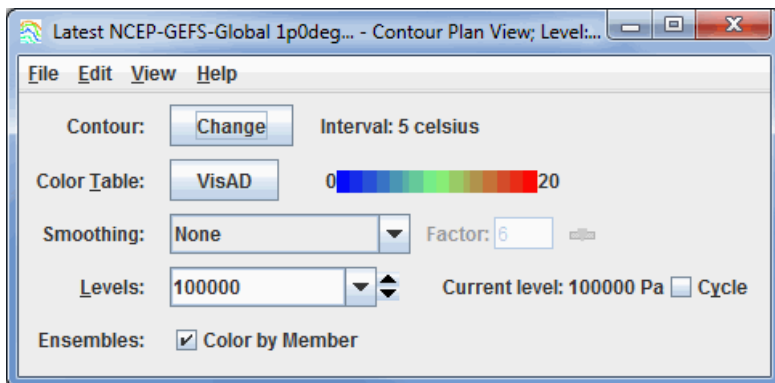 Latest NCEP-GEFS-Global 1p0deg... - Contour Plan View; Level:...
File Edit View Help
Contour: Change Interval: 5 celsius
Color Table: VisAD 0 20
Smoothing: None Factor: 6
Levels: 100000 Current level: 100000 Pa Cycle
Ensembles: Color by Member